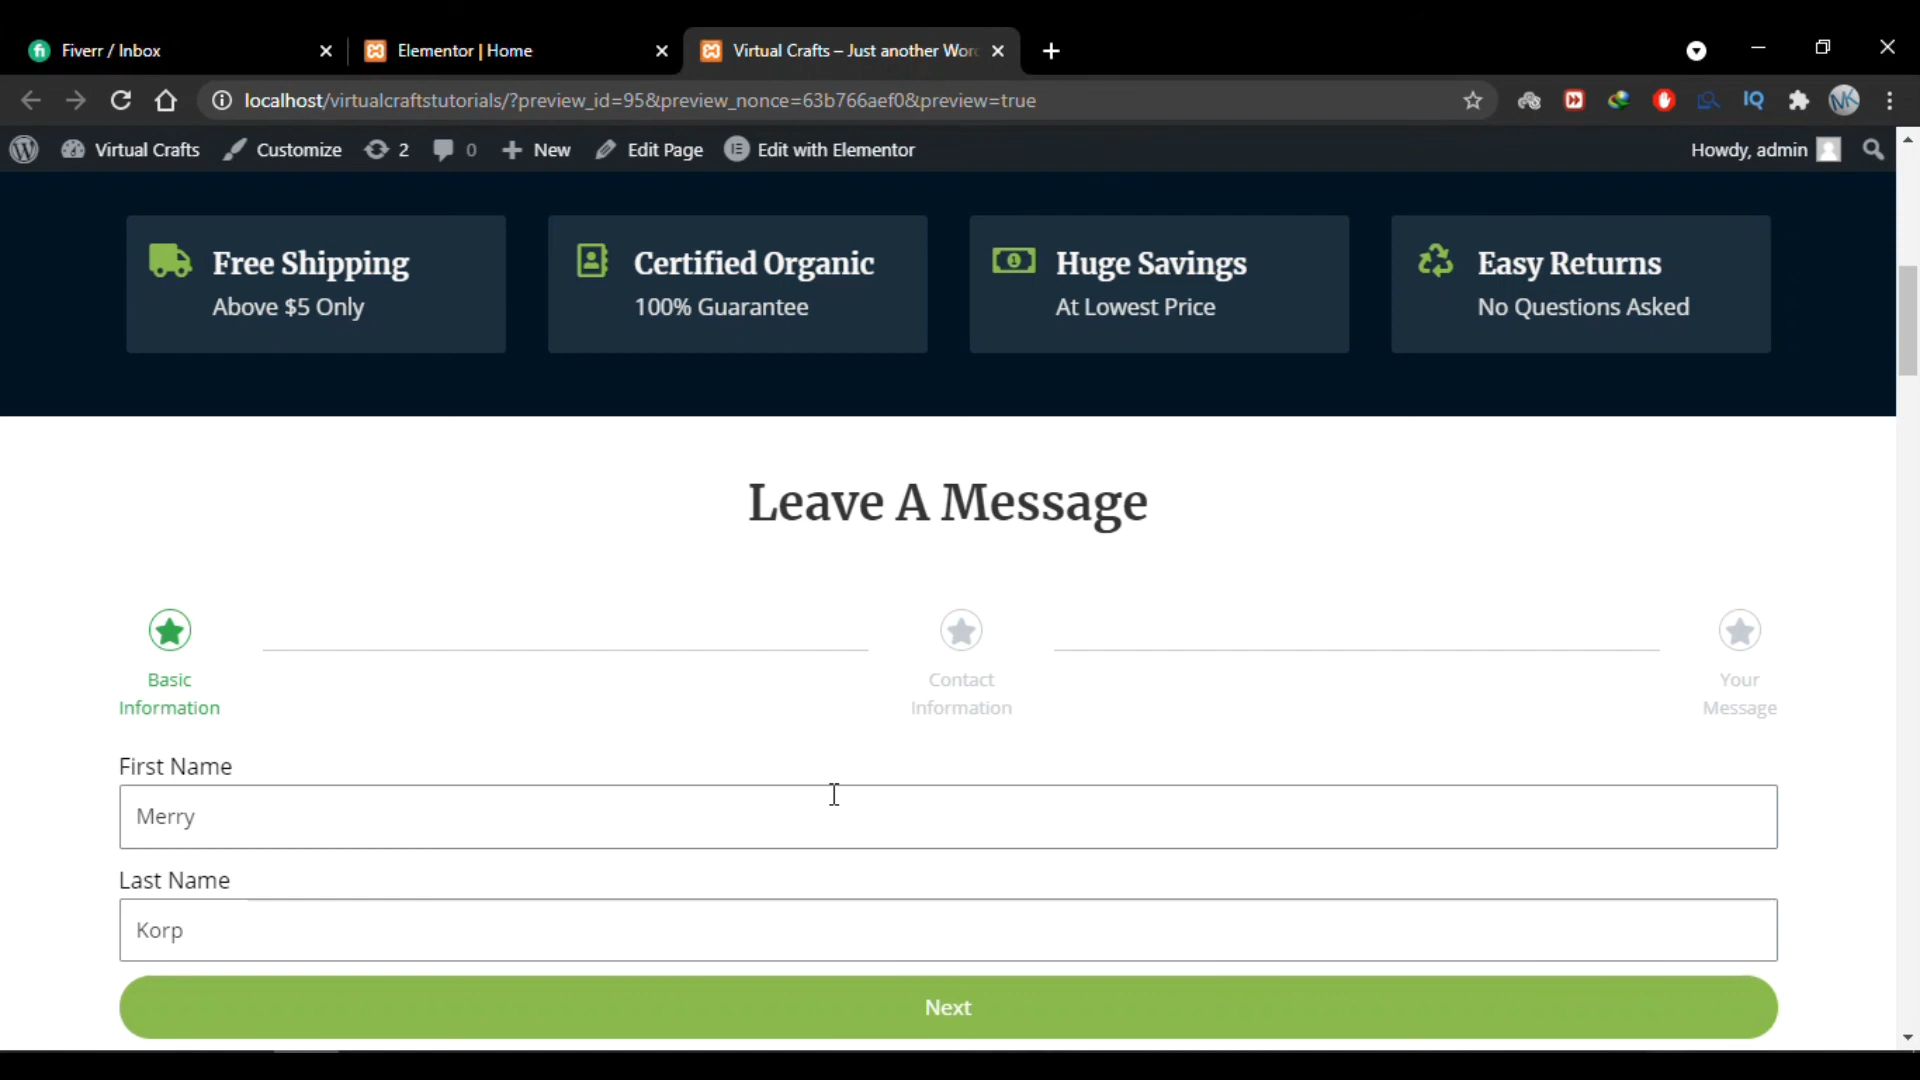 Fiverr / Inbox
Elementor | Home
Virtual Crafts – Just another Wor
localhost/virtualcraftstutorials/?preview_id=95&preview_nonce=63b766aef0&preview=true
IQ
MK
Virtual Crafts
Customize
2
0
New
Edit Page
Edit with Elementor
Howdy, admin
Free Shipping
Above $5 Only
Certified Organic
100% Guarantee
Huge Savings
At Lowest Price
Easy Returns
No Questions Asked
Leave A Message
Basic
Information
Contact
Information
Your
Message
First Name
Merry
Last Name
Korp
Next